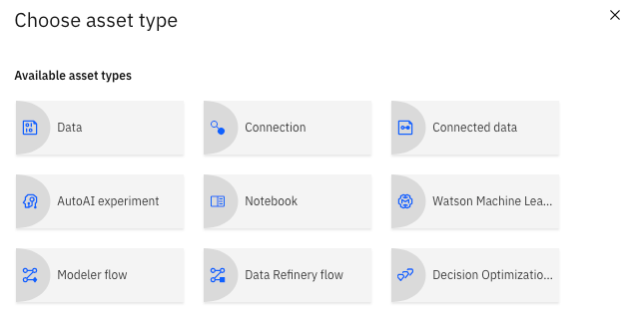 Choose asset type
Available asset types
Data
Connection
Connected data
AutoAI experiment
Notebook
Watson Machine Lea...
Modeler flow
Data Refinery flow
Decision Optimizatio...